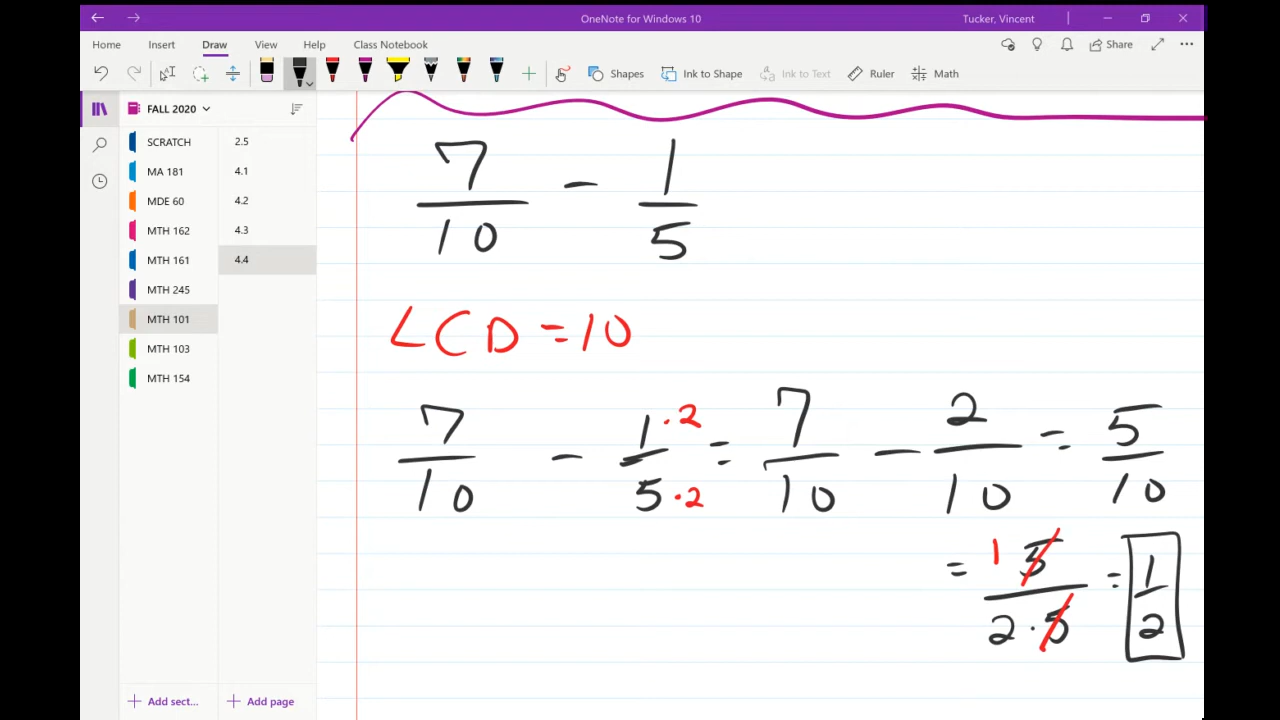 OneNote for Windows 10
Tucker, Vincent
Home Insert Draw View Help Class Notebook
Share
Shapes Ink to Shape Ink to Text Ruler Math
FALL 2020
SCRATCH
MA 181
MDE 60
MTH 162
MTH 161
MTH 245
MTH 101
MTH 103
MTH 154
2.5
4.1
4.2
4.3
4.4
Add sect...
Add page
7/10 - 1/5
LCD = 10
7/10 - 1·2/5·2 = 7/10 - 2/10 = 5/10
= 1 5/2·5 = 1/2